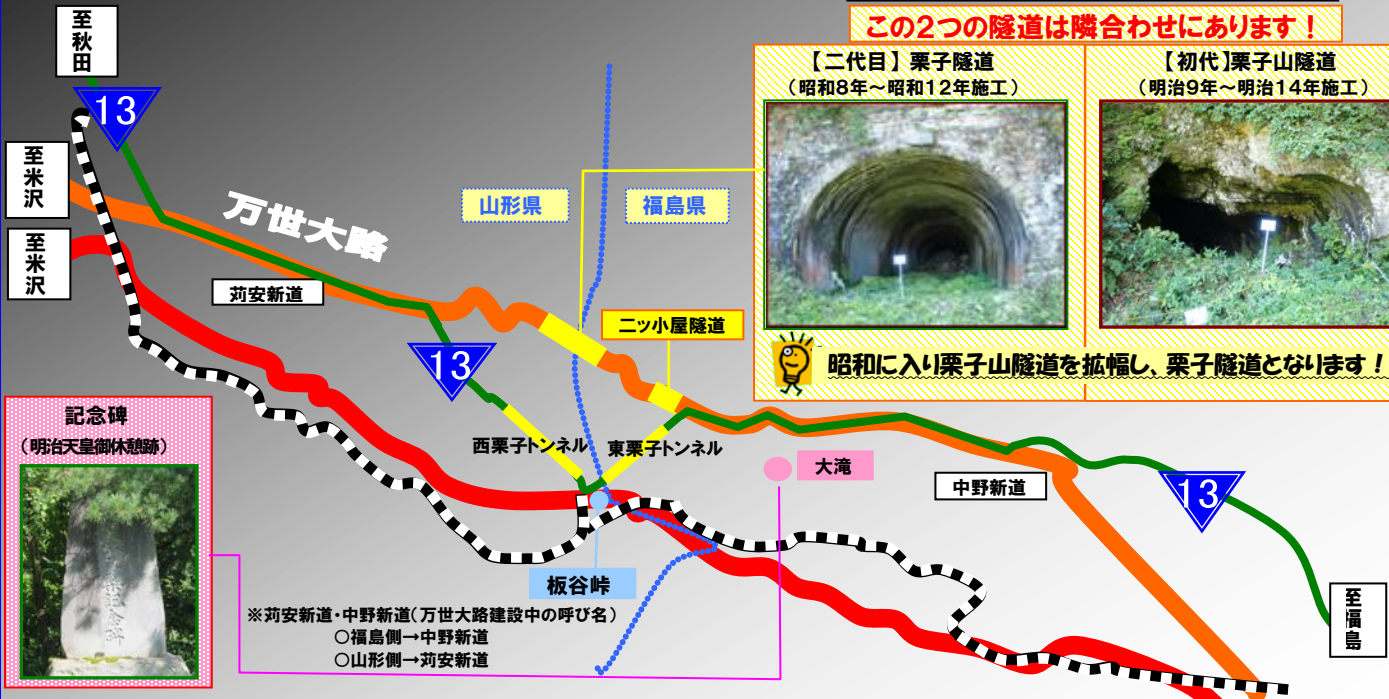 この2つの隧道は隣合わせにあります！
【二代目】栗子隧道
（昭和8年～昭和12年施工）
【初代】栗子山隧道
（明治9年～明治14年施工）
昭和に入り栗子山隧道を拡幅し、栗子隧道となります！
至秋田
13
至米沢
至米沢
万世大路
山形県
福島県
苅安新道
二ッ小屋隧道
13
西栗子トンネル
東栗子トンネル
大滝
中野新道
13
板谷峠
至福島
記念碑
（明治天皇御休憩跡）
※苅安新道・中野新道（万世大路建設中の呼び名）
○福島側→中野新道
○山形側→苅安新道